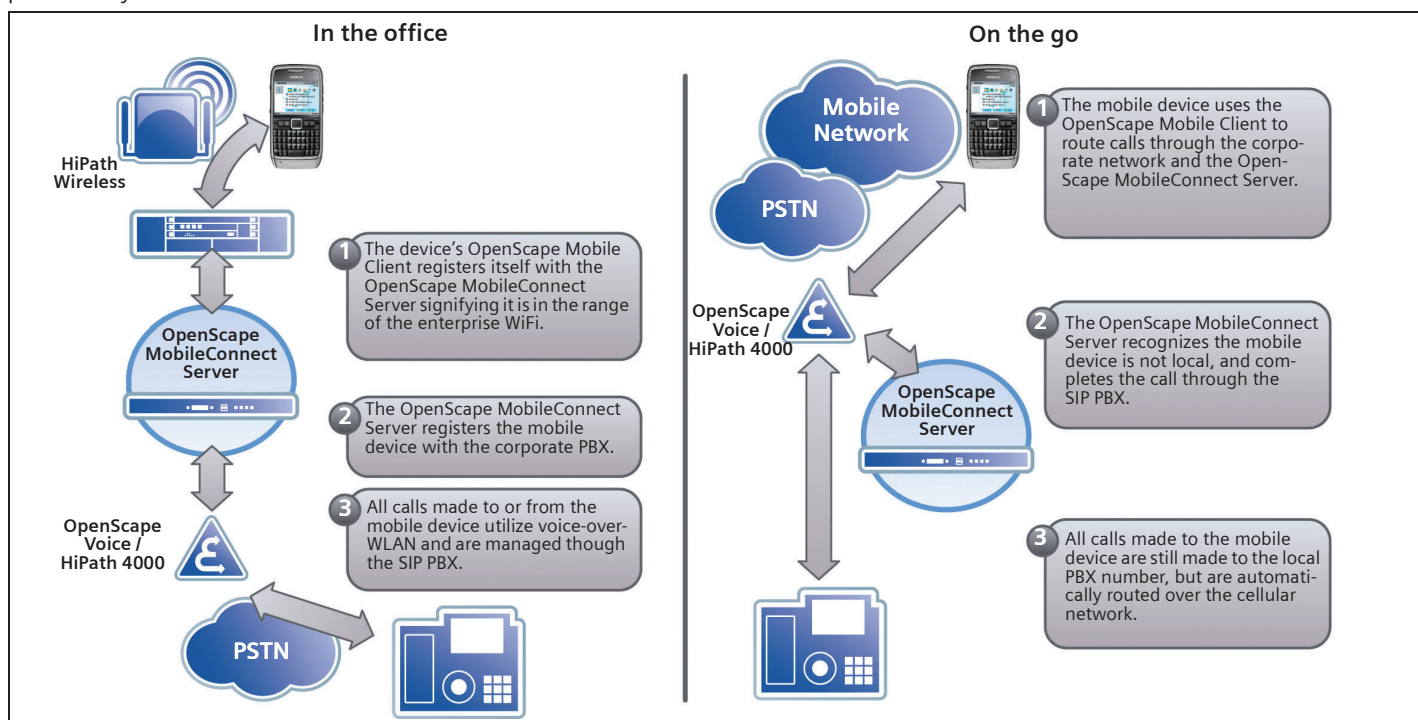 In the office
HiPath
Wireless
1
The device's OpenScape Mobile
Client registers itself with the
OpenScape MobileConnect
Server signifying it is in the range
of the enterprise WiFi.
OpenScape
MobileConnect
Server
2
The OpenScape MobileConnect
Server registers the mobile
device with the corporate PBX.
3
All calls made to or from the
mobile device utilize voice-over-
WLAN and are managed though
the SIP PBX.
OpenScape
Voice /
HiPath 4000
PSTN
On the go
Mobile
Network
PSTN
1
The mobile device uses the
OpenScape Mobile Client to
route calls through the corpo-
rate network and the Open-
Scape MobileConnect Server.
OpenScape
Voice /
HiPath 4000
2
The OpenScape MobileConnect
Server recognizes the mobile
device is not local, and com-
pletes the call through the
SIP PBX.
OpenScape
MobileConnect
Server
3
All calls made to the mobile
device are still made to the local
PBX number, but are automati-
cally routed over the cellular
network.